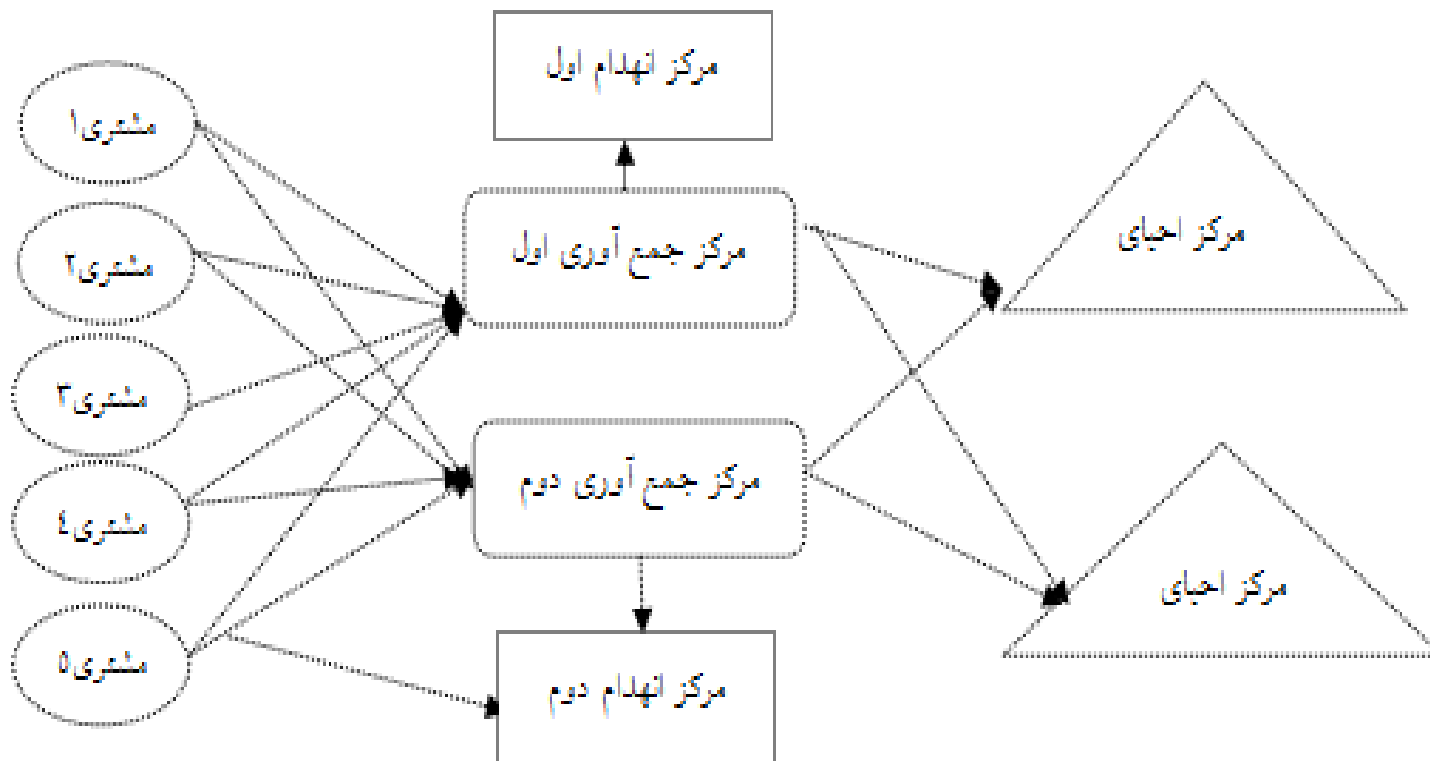 مرکز انهدام اول
مشتری۱
مرکز جمع آوری اول
مرکز احیای
مشتری۲
مشتری۳
مرکز جمع آوری دوم
مشتری٤
مرکز احیای
مشتری۵
مرکز انهدام دوم